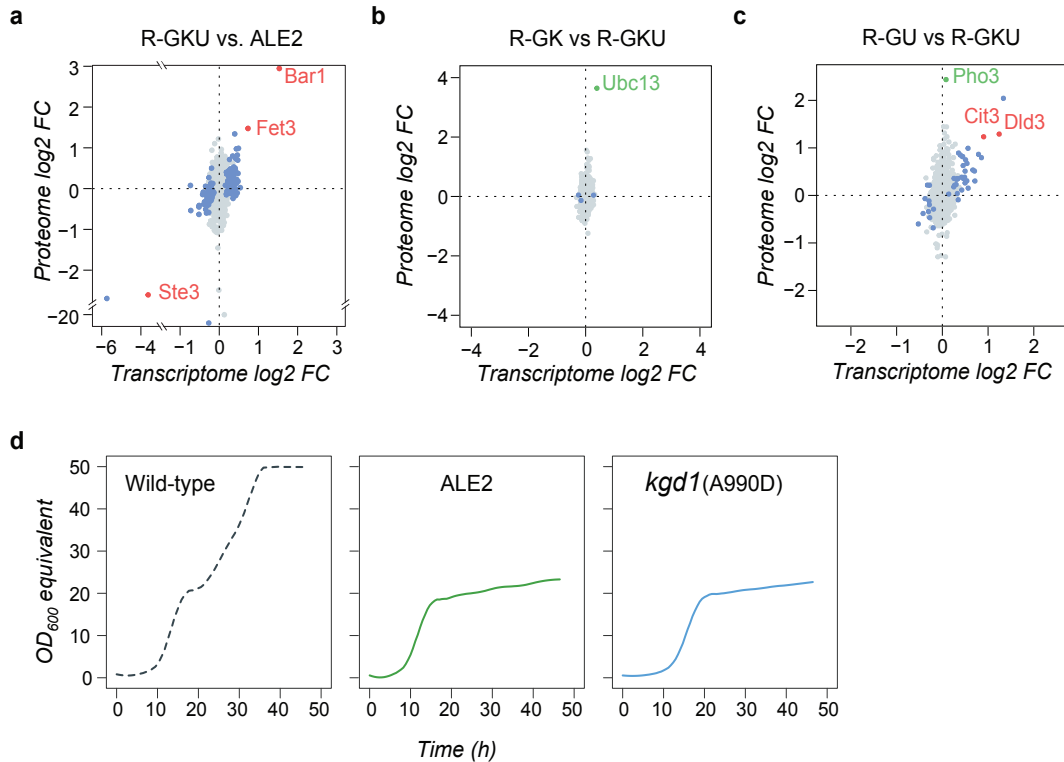 a
R-GKU vs. ALE2
Proteome log2 FC
3
2
1
0
−1
−2
−20
Bar1
Fet3
Ste3
−6 −4 −1 0 1 2 3
Transcriptome log2 FC
b
R-GK vs R-GKU
Proteome log2 FC
4
2
0
−2
−4
Ubc13
−4 −2 0 2 4
Transcriptome log2 FC
c
R-GU vs R-GKU
Proteome log2 FC
2
1
0
−1
−2
Pho3
Cit3 Dld3
−2 −1 0 1 2
Transcriptome log2 FC
d
OD600 equivalent
50
40
30
20
10
0
Wild-type
0 10 20 30 40 50
ALE2
0 10 20 30 40 50
kgd1(A990D)
0 10 20 30 40 50
Time (h)